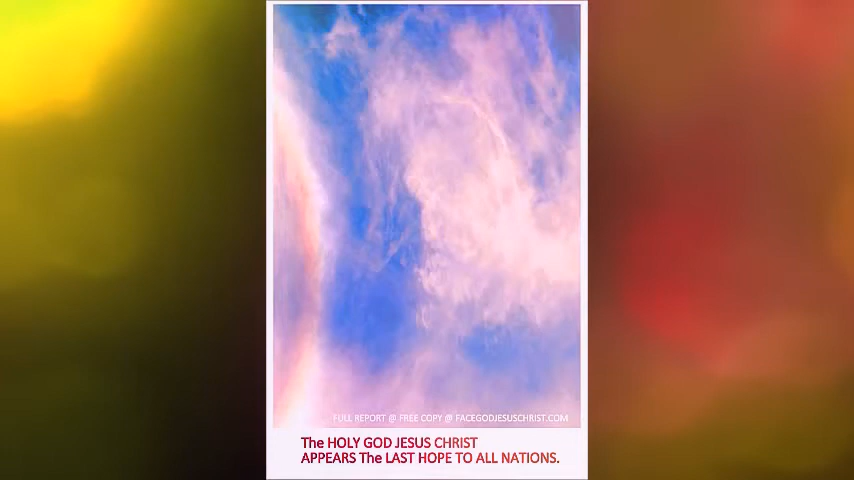 FULL REPORT @ FREE COPY @ FACEGODJESUSCHRIST.COM
The HOLY GOD JESUS CHRIST
APPEARS The LAST HOPE TO ALL NATIONS.